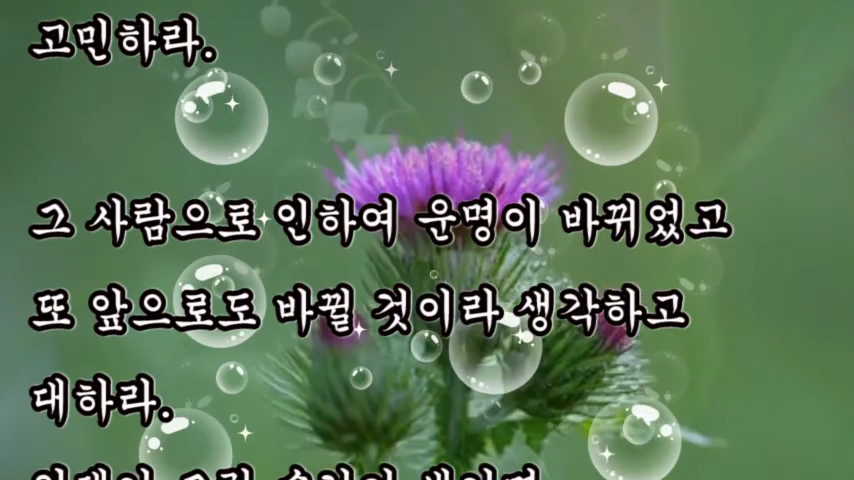 고민하라.
그 사람으로 인하여 운명이 바뀌었고
또 앞으로도 바뀔 것이라 생각하고
대하라.